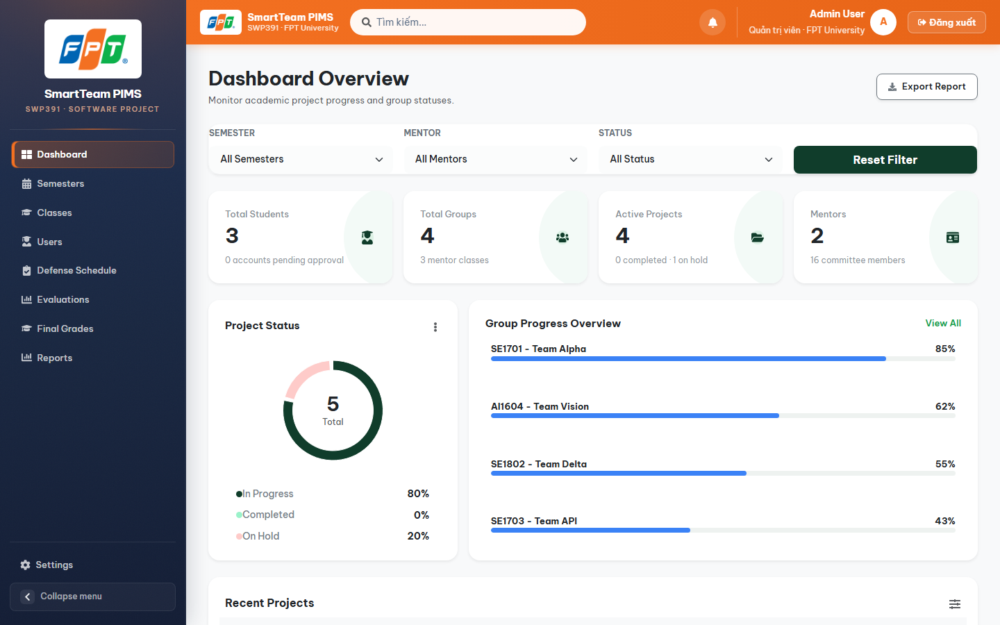 FPT
SmartTeam PIMS
SWP391 · SOFTWARE PROJECT
Dashboard
Semesters
Classes
Users
Defense Schedule
Evaluations
Final Grades
Reports
Settings
Collapse menu
FPT
SmartTeam PIMS
SWP391 · FPT University
Tìm kiếm...
Admin User
Quản trị viên · FPT University
A
Đăng xuất
Dashboard Overview
Monitor academic project progress and group statuses.
Export Report
SEMESTER
MENTOR
STATUS
All Semesters
All Mentors
All Status
Reset Filter
Total Students
3
0 accounts pending approval
Total Groups
4
3 mentor classes
Active Projects
4
0 completed · 1 on hold
Mentors
2
16 committee members
Project Status
5
Total
In Progress 80%
Completed 0%
On Hold 20%
Group Progress Overview
View All
SE1701 - Team Alpha 85%
AI1604 - Team Vision 62%
SE1802 - Team Delta 55%
SE1703 - Team API 43%
Recent Projects